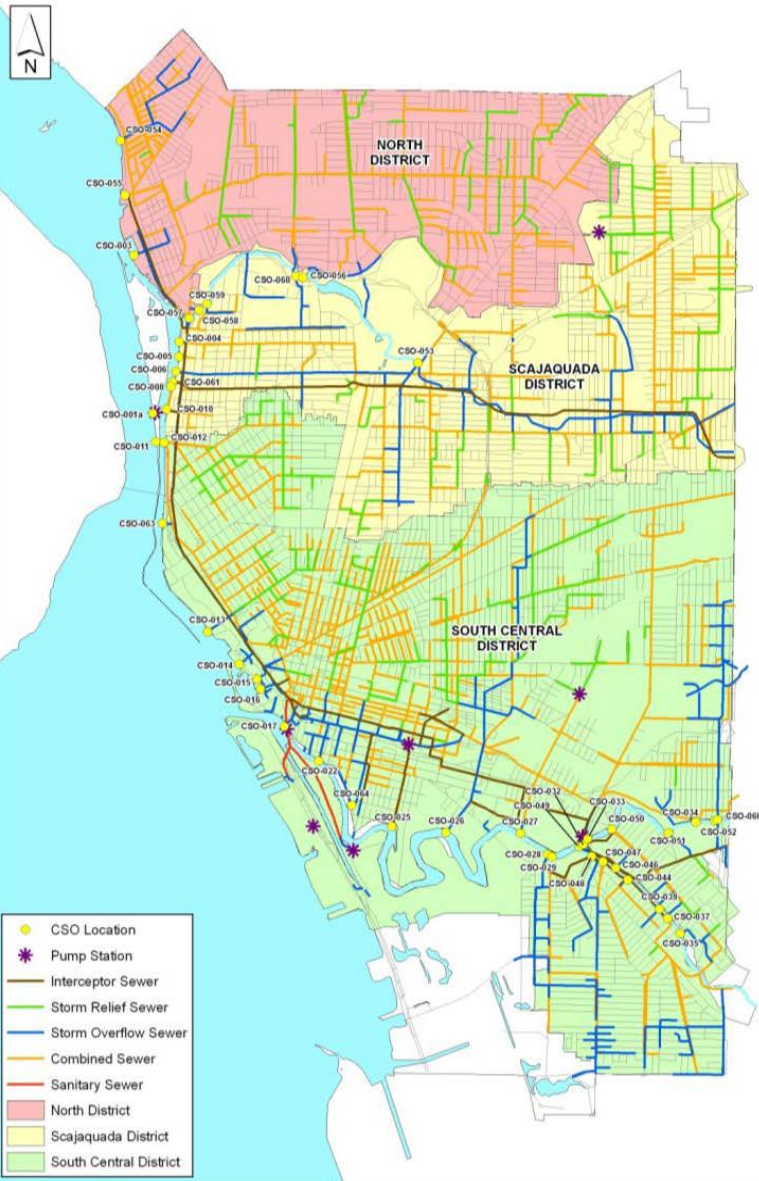 N
CSO-054
NORTH
DISTRICT
CSO-055
CSO-003
CSO-060
CSO-056
CSO-059
CSO-057
CSO-058
CSO-004
CSO-005
CSO-053
CSO-006
SCAJAQUADA
DISTRICT
CSO-008
CSO-061
CSO-001a
CSO-010
CSO-011
CSO-012
CSO-063
CSO-013
SOUTH CENTRAL
DISTRICT
CSO-014
CSO-015
CSO-016
CSO-017
CSO-022
CSO-032
CSO-064
CSO-049
CSO-033
CSO-025
CSO-026
CSO-027
CSO-050
CSO-034
CSO-066
CSO-052
CSO-051
CSO-028
CSO-029
CSO-047
CSO-046
CSO-048
CSO-044
CSO-039
CSO-037
CSO-035
CSO Location
Pump Station
Interceptor Sewer
Storm Relief Sewer
Storm Overflow Sewer
Combined Sewer
Sanitary Sewer
North District
Scajaquada District
South Central District